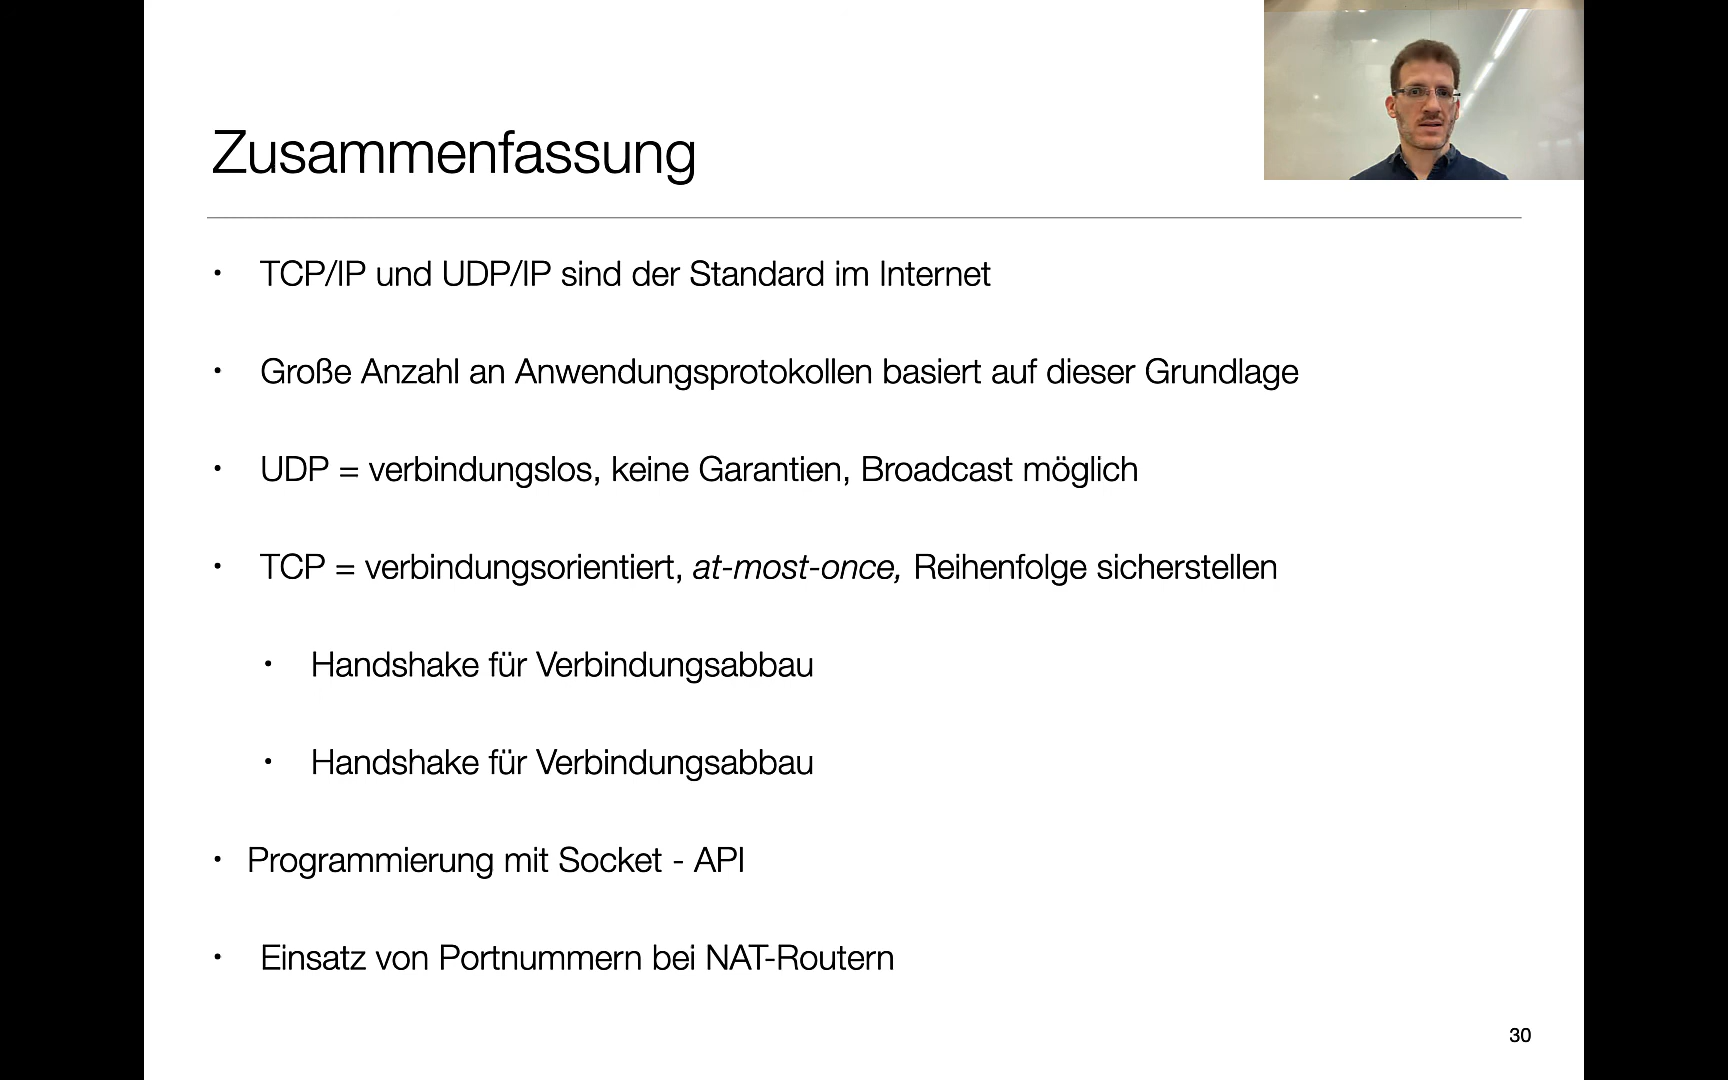 Zusammenfassung
• TCP/IP und UDP/IP sind der Standard im Internet
• Große Anzahl an Anwendungsprotokollen basiert auf dieser Grundlage
• UDP = verbindungslos, keine Garantien, Broadcast möglich
• TCP = verbindungsorientiert, at-most-once, Reihenfolge sicherstellen
• Handshake für Verbindungsabbau
• Handshake für Verbindungsabbau
• Programmierung mit Socket - API
• Einsatz von Portnummern bei NAT-Routern
30